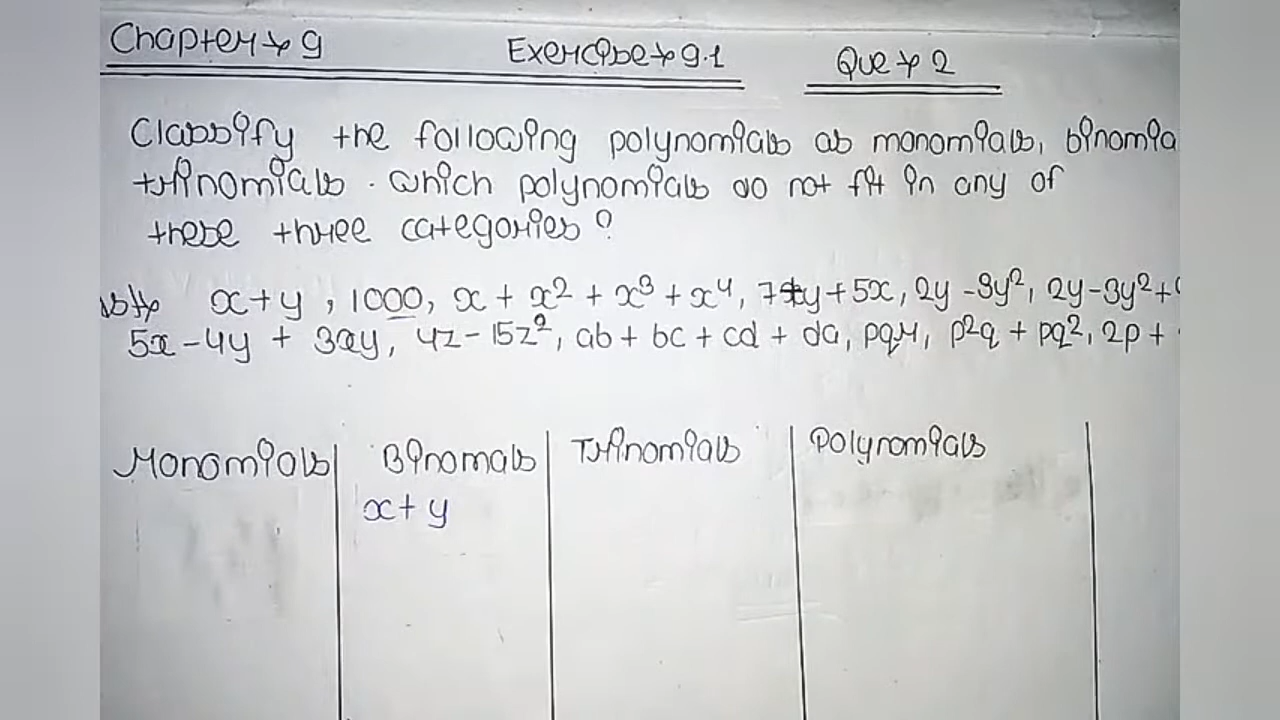 Chapter → 9 Exercise → 9.1 Que → 2
Classify the following polynomials as monomials, binomia
trinomials. which polynomials do not fit in any of
these three categories ?
x + y , 1000, x + x² + x³ + x⁴, 7+y+5x, 2y -3y², 2y-3y²+
5x - 4y + 3xy, 4z - 15z², ab + bc + cd + da, pqr, p²q + pq², 2p +
Monomials Binomals Trinomials Polynomials
x + y